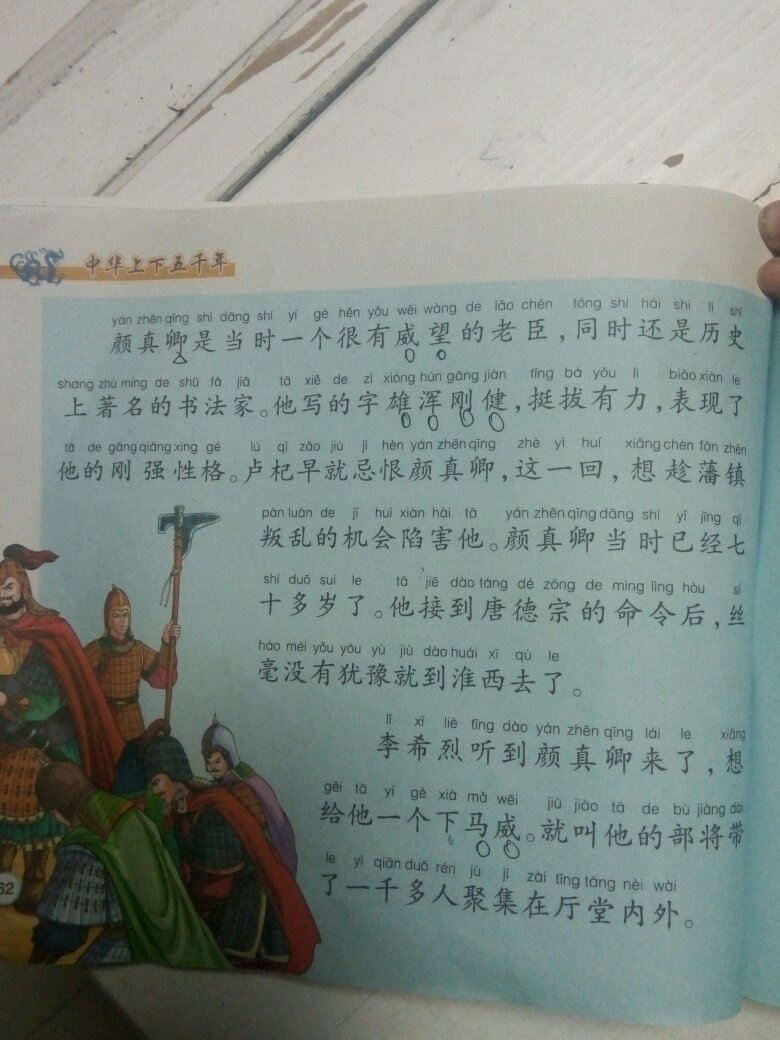 中华上下五千年
yán zhēn qīng shì dāng shí yí gè hěn yǒu wēi wàng de lǎo chén tóng shí hái shì lì shǐ
颜真卿是当时一个很有威望的老臣，同时还是历史
shang zhù míng de shū fǎ jiā tā xiě de zì xióng hún gāng jiàn tǐng bá yǒu lì biǎo xiàn le
上著名的书法家。他写的字雄浑刚健，挺拔有力，表现了
tā de gāng qiáng xìng gé lú qǐ zǎo jiù jì hèn yán zhēn qīng zhè yì huí xiǎng chèn fān zhèn
他的刚强性格。卢杞早就忌恨颜真卿，这一回，想趁藩镇
pàn luàn de jī huì xiàn hài tā yán zhēn qīng dāng shí yǐ jīng qī
叛乱的机会陷害他。颜真卿当时已经七
shí duō suì le tā jiē dào táng dé zōng de mìng lìng hòu sī
十多岁了。他接到唐德宗的命令后，丝
háo méi yǒu yóu yù jiù dào huái xī qù le
毫没有犹豫就到淮西去了。
lǐ xī liè tīng dào yán zhēn qīng lái le xiǎng
李希烈听到颜真卿来了，想
gěi tā yí gè xià mǎ wēi jiù jiào tā de bù jiàng dài
给他一个下马威。就叫他的部将带
le yì qiān duō rén jù jí zài tīng táng nèi wài
了一千多人聚集在厅堂内外。
62